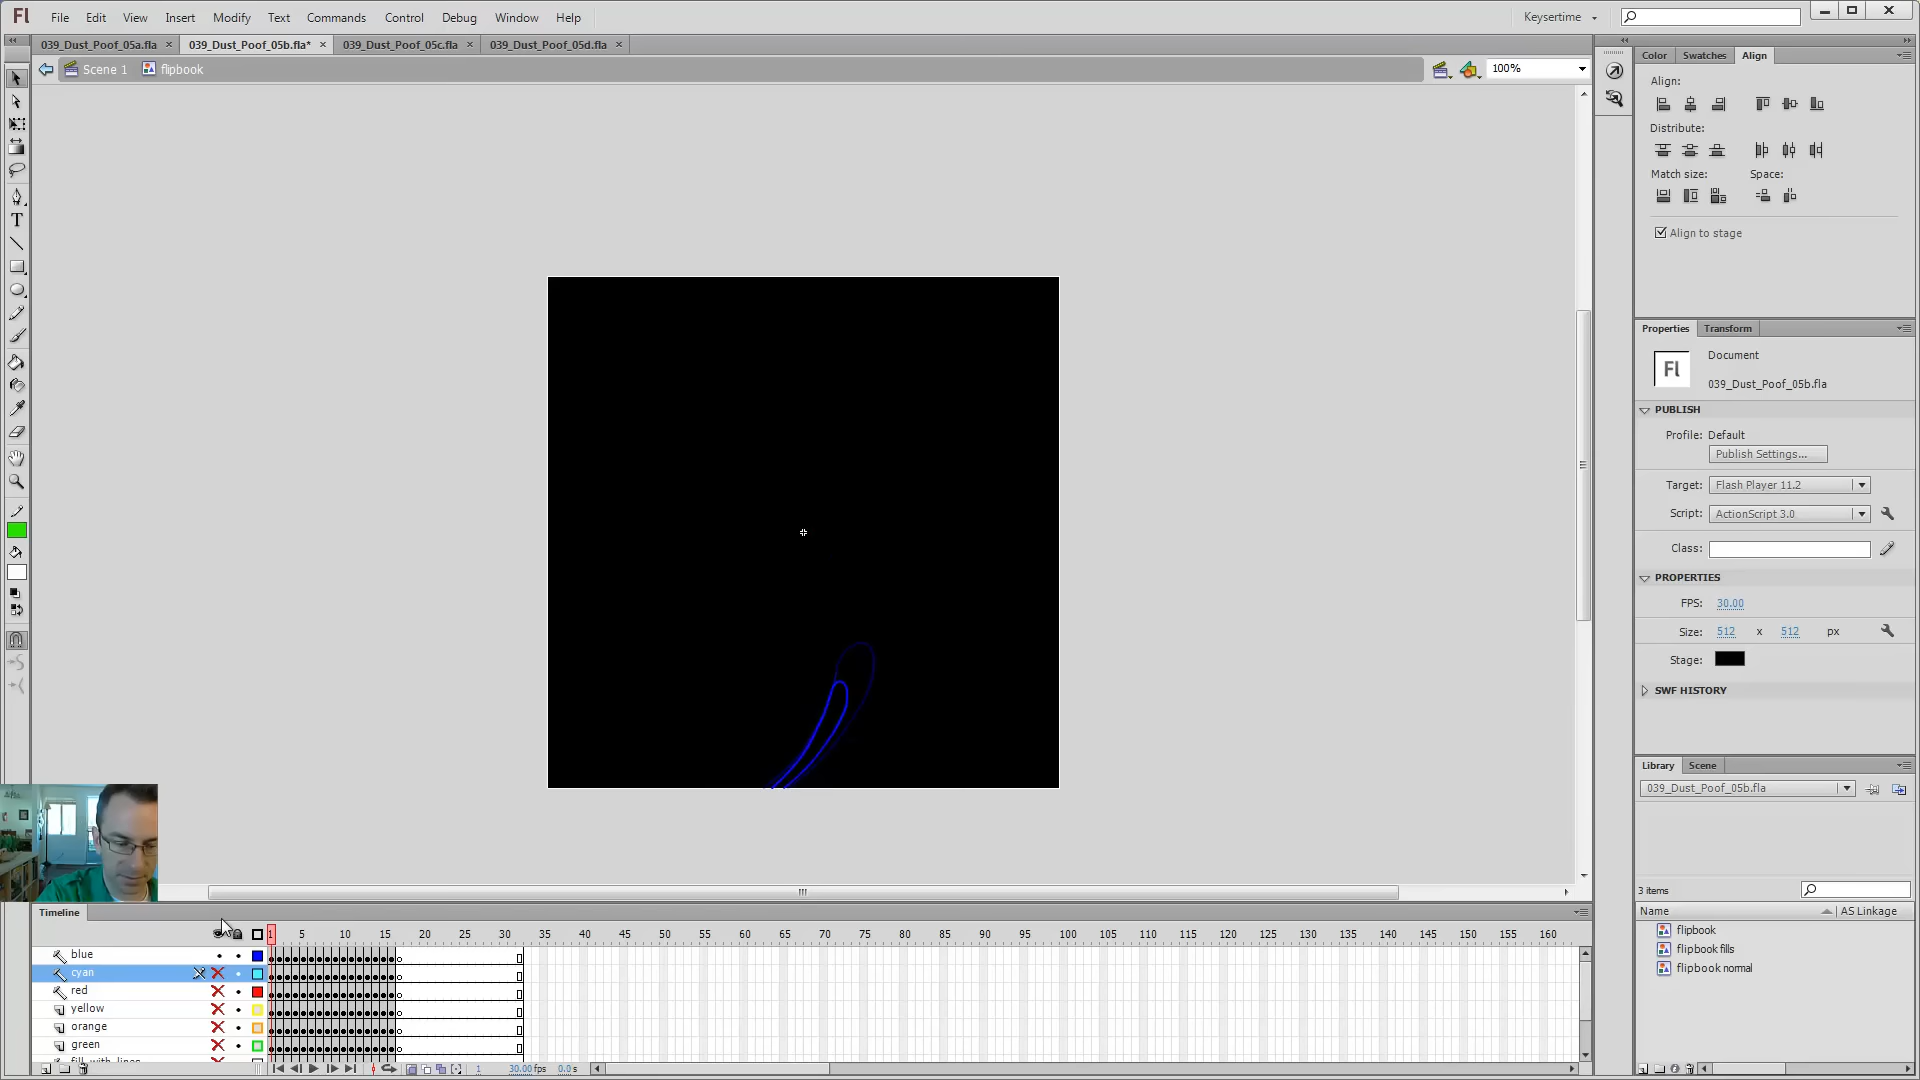 Fl File Edit View Insert Modify Text Commands Control Debug Window Help Keysertime
039_Dust_Poof_05a.fla × 039_Dust_Poof_05b.fla* × 039_Dust_Poof_05c.fla × 039_Dust_Poof_05d.fla ×
Scene 1 flipbook 100%
Color Swatches Align
Align:
Distribute:
Match size: Space:
Align to stage
Properties Transform
Document
Fl
039_Dust_Poof_05b.fla
PUBLISH
Profile: Default
Publish Settings...
Target: Flash Player 11.2
Script: ActionScript 3.0
Class:
PROPERTIES
FPS: 30.00
Size: 512 x 512 px
Stage:
SWF HISTORY
Library Scene
039_Dust_Poof_05b.fla
3 items
Name AS Linkage
flipbook
flipbook fills
flipbook normal
Timeline
1 5 10 15 20 25 30 35 40 45 50 55 60 65 70 75 80 85 90 95 100 105 110 115 120 125 130 135 140 145 150 155 160
blue
cyan
red
yellow
orange
green
fill_with_lines
1 30.00 fps 0.0 s